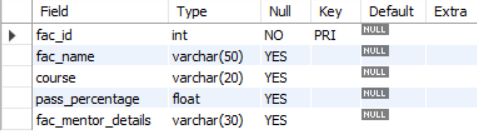 Field Type Null Key Default Extra
fac_id int NO PRI NULL
fac_name varchar(50) YES NULL
course varchar(20) YES NULL
pass_percentage float YES NULL
fac_mentor_details varchar(30) YES NULL